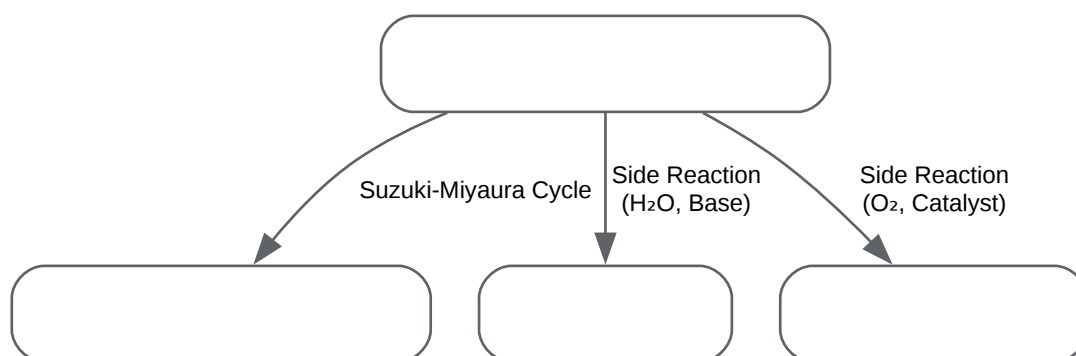 Suzuki-Miyaura Cycle
Side Reaction
(H₂O, Base)
Side Reaction
(O₂, Catalyst)